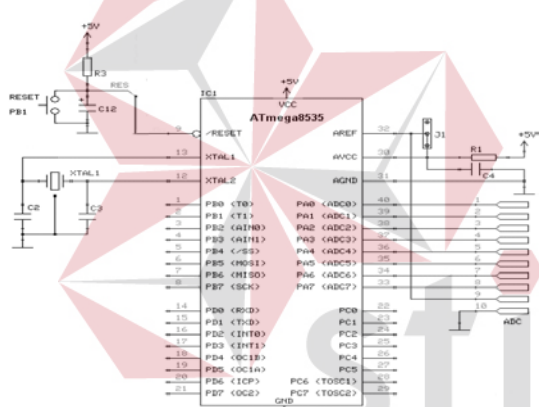 +5V
R3
RES
RESET
PB1
C12
IC1
+5V
VCC
ATmega8535
9 /RESET AREF 32
J1
13 XTAL1 AVCC 30 R1 +5V
C4
12 XTAL2 AGND 31
XTAL1
C2 C3
1 PB0 (T0) PA0 (ADC0) 40 1
2 PB1 (T1) PA1 (ADC1) 39 2
3 PB2 (AIN0) PA2 (ADC2) 38 3
4 PB3 (AIN1) PA3 (ADC3) 37 4
5 PB4 (/SS) PA4 (ADC4) 36 5
6 PB5 (MOSI) PA5 (ADC5) 35 6
7 PB6 (MISO) PA6 (ADC6) 34 7
8 PB7 (SCK) PA7 (ADC7) 33 8
9
14 PD0 (RXD) PC0 22 10
15 PD1 (TXD) PC1 23 ADC
16 PD2 (INT0) PC2 24
17 PD3 (INT1) PC3 25
18 PD4 (OC1B) PC4 26
19 PD5 (OC1A) PC5 27
20 PD6 (ICP) PC6 (TOSC1) 28
21 PD7 (OC2) PC7 (TOSC2) 29
GND
sti